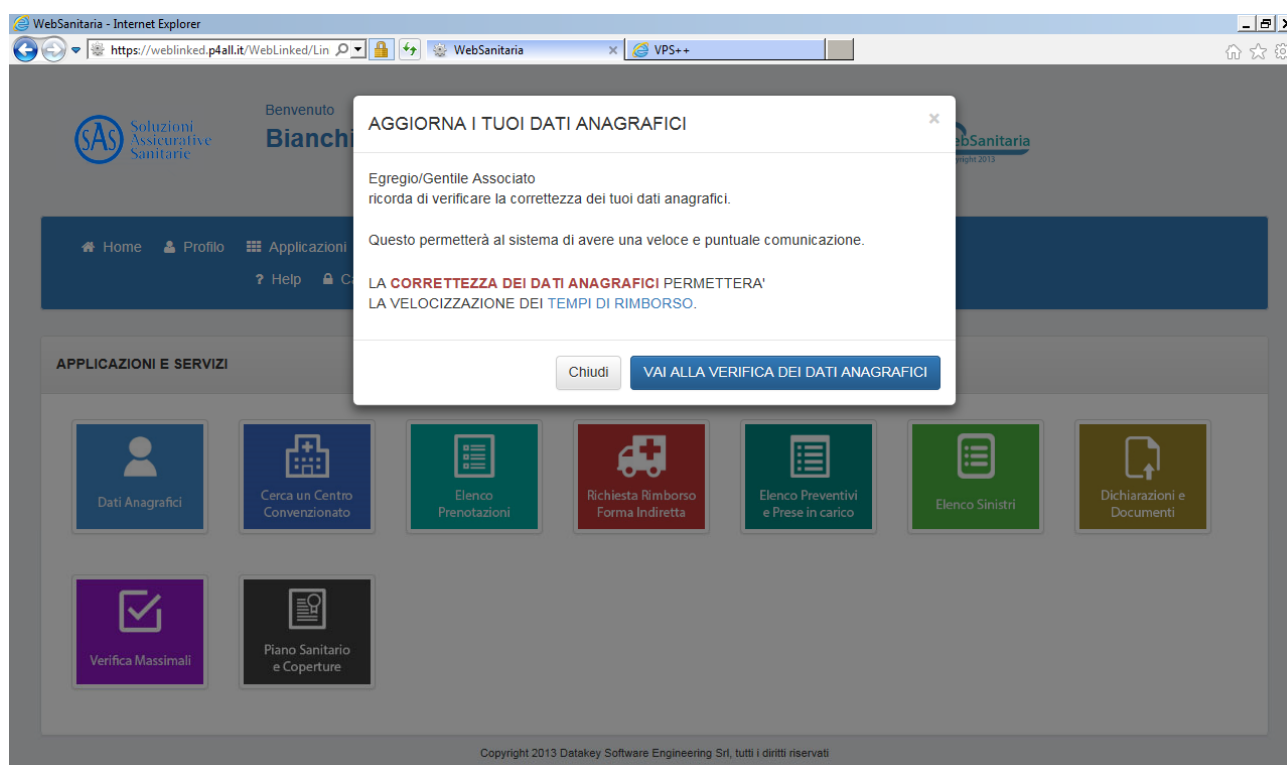 WebSanitaria - Internet Explorer
https://weblinked.p4all.it/WebLinked/Lin
WebSanitaria
VPS++
SAS
Soluzioni
Assicurative
Sanitarie
Benvenuto
Bianchi
ebSanitaria
yright 2013
Home Profilo Applicazioni
? Help
AGGIORNA I TUOI DATI ANAGRAFICI ×
Egregio/Gentile Associato
ricorda di verificare la correttezza dei tuoi dati anagrafici.
Questo permetterà al sistema di avere una veloce e puntuale comunicazione.
LA CORRETTEZZA DEI DATI ANAGRAFICI PERMETTERA'
LA VELOCIZZAZIONE DEI TEMPI DI RIMBORSO.
Chiudi
VAI ALLA VERIFICA DEI DATI ANAGRAFICI
APPLICAZIONI E SERVIZI
Dati Anagrafici
Cerca un Centro
Convenzionato
Elenco
Prenotazioni
Richiesta Rimborso
Forma Indiretta
Elenco Preventivi
e Prese in carico
Elenco Sinistri
Dichiarazioni e
Documenti
Verifica Massimali
Piano Sanitario
e Coperture
Copyright 2013 Datakey Software Engineering Srl, tutti i diritti riservati